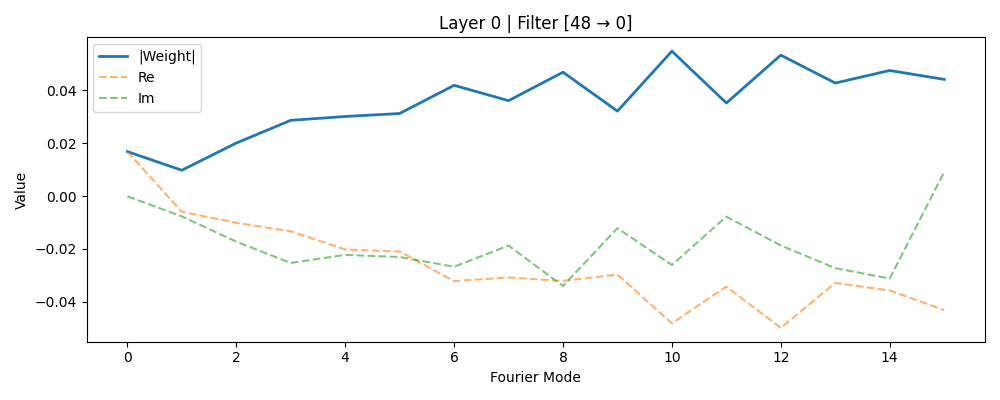 Layer 0 | Filter [48 → 0]
|Weight|
Re
Im
Value
0.04
0.02
0.00
−0.02
−0.04
0 2 4 6 8 10 12 14
Fourier Mode